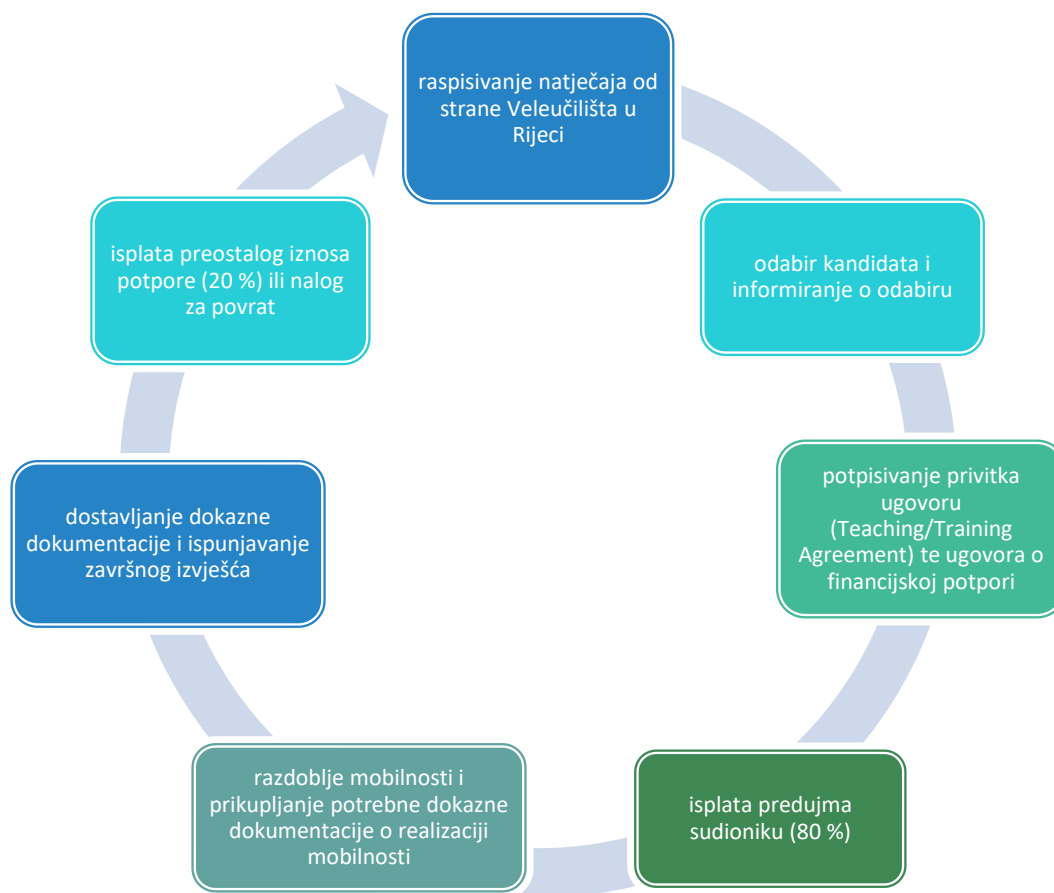 raspisivanje natječaja od
strane Veleučilišta u
Rijeci
odabir kandidata i
informiranje o odabiru
potpisivanje privitka
ugovoru
(Teaching/Training
Agreement) te ugovora o
financijskoj potpori
isplata predujma
sudioniku (80 %)
razdoblje mobilnosti i
prikupljanje potrebne dokazne
dokumentacije o realizaciji
mobilnosti
dostavljanje dokazne
dokumentacije i ispunjavanje
završnog izvješća
isplata preostalog iznosa
potpore (20 %) ili nalog
za povrat